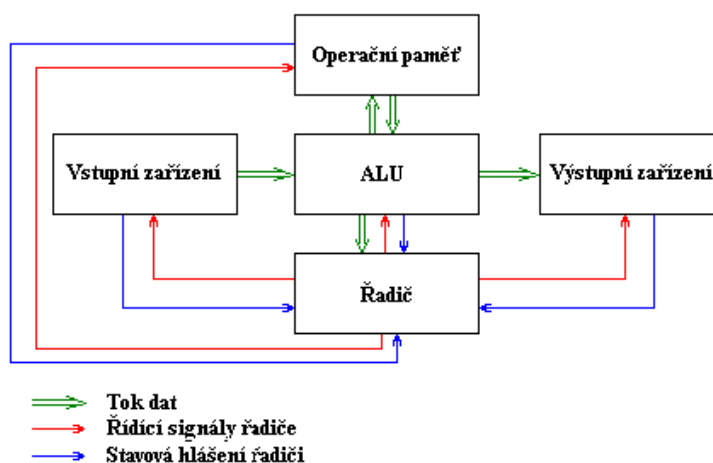 Operační paměť
Vstupní zařízení
ALU
Výstupní zařízení
Řadič
Tok dat
Řídící signály řadiče
Stavová hlášení řadiči